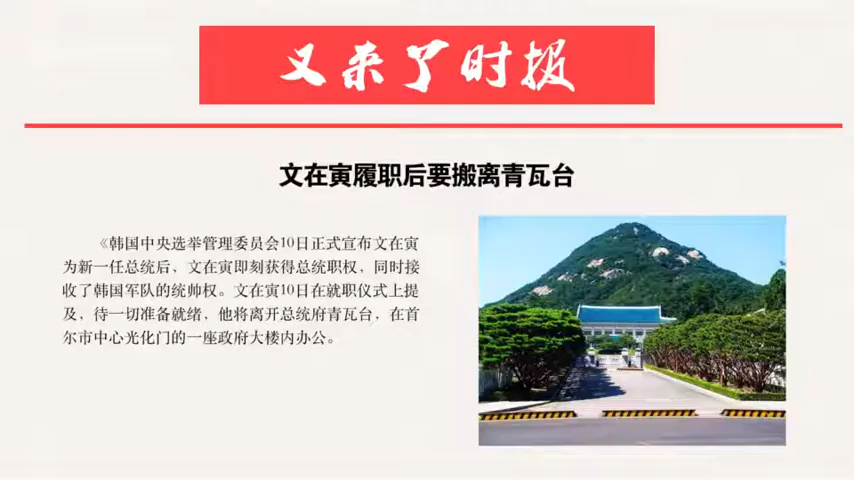 又来了时报
文在寅履职后要搬离青瓦台
《韩国中央选举管理委员会10日正式宣布文在寅
为新一任总统后，文在寅即刻获得总统职权，同时接
收了韩国军队的统帅权。文在寅10日在就职仪式上提
及，待一切准备就绪，他将离开总统府青瓦台，在首
尔市中心光化门的一座政府大楼内办公。